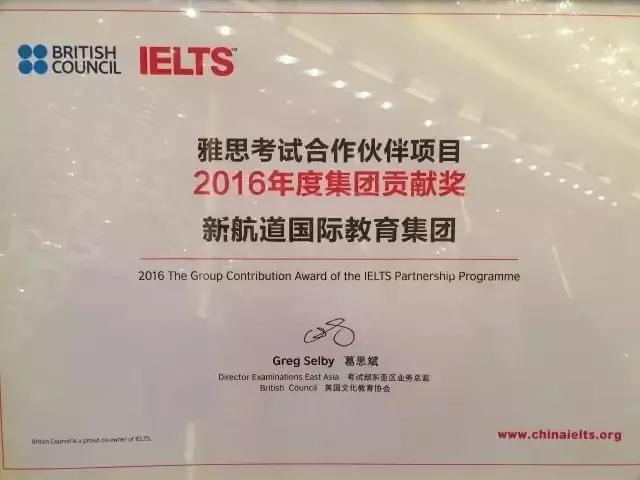 BRITISH COUNCIL
IELTS™
雅思考试合作伙伴项目
2016年度集团贡献奖
新航道国际教育集团
2016 The Group Contribution Award of the IELTS Partnership Programme
Greg Selby 葛思斌
Director Examinations East Asia 考试部东亚区业务总监
British Council 英国文化教育协会
British Council is a proud co-owner of IELTS.
www.chinaielts.org